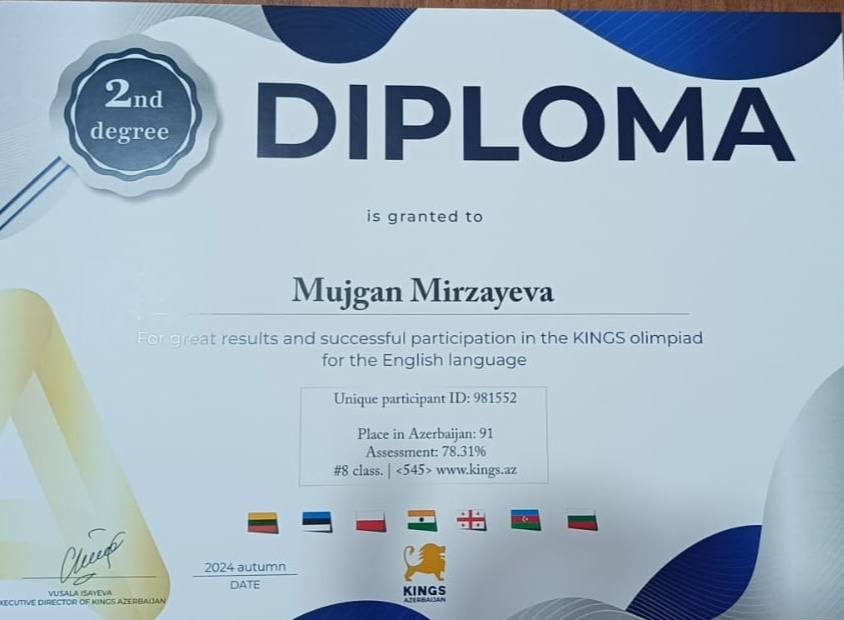 2nd
degree
DIPLOMA
is granted to
Mujgan Mirzayeva
For great results and successful participation in the KINGS olimpiad
for the English language
Unique participant ID: 981552
Place in Azerbaijan: 91
Assessment: 78.31%
#8 class. | <545> www.kings.az
VUSALA ISAYEVA
XECUTIVE DIRECTOR OF KINGS AZERBAIJAN
2024 autumn
DATE
KINGS
AZERBAIJAN